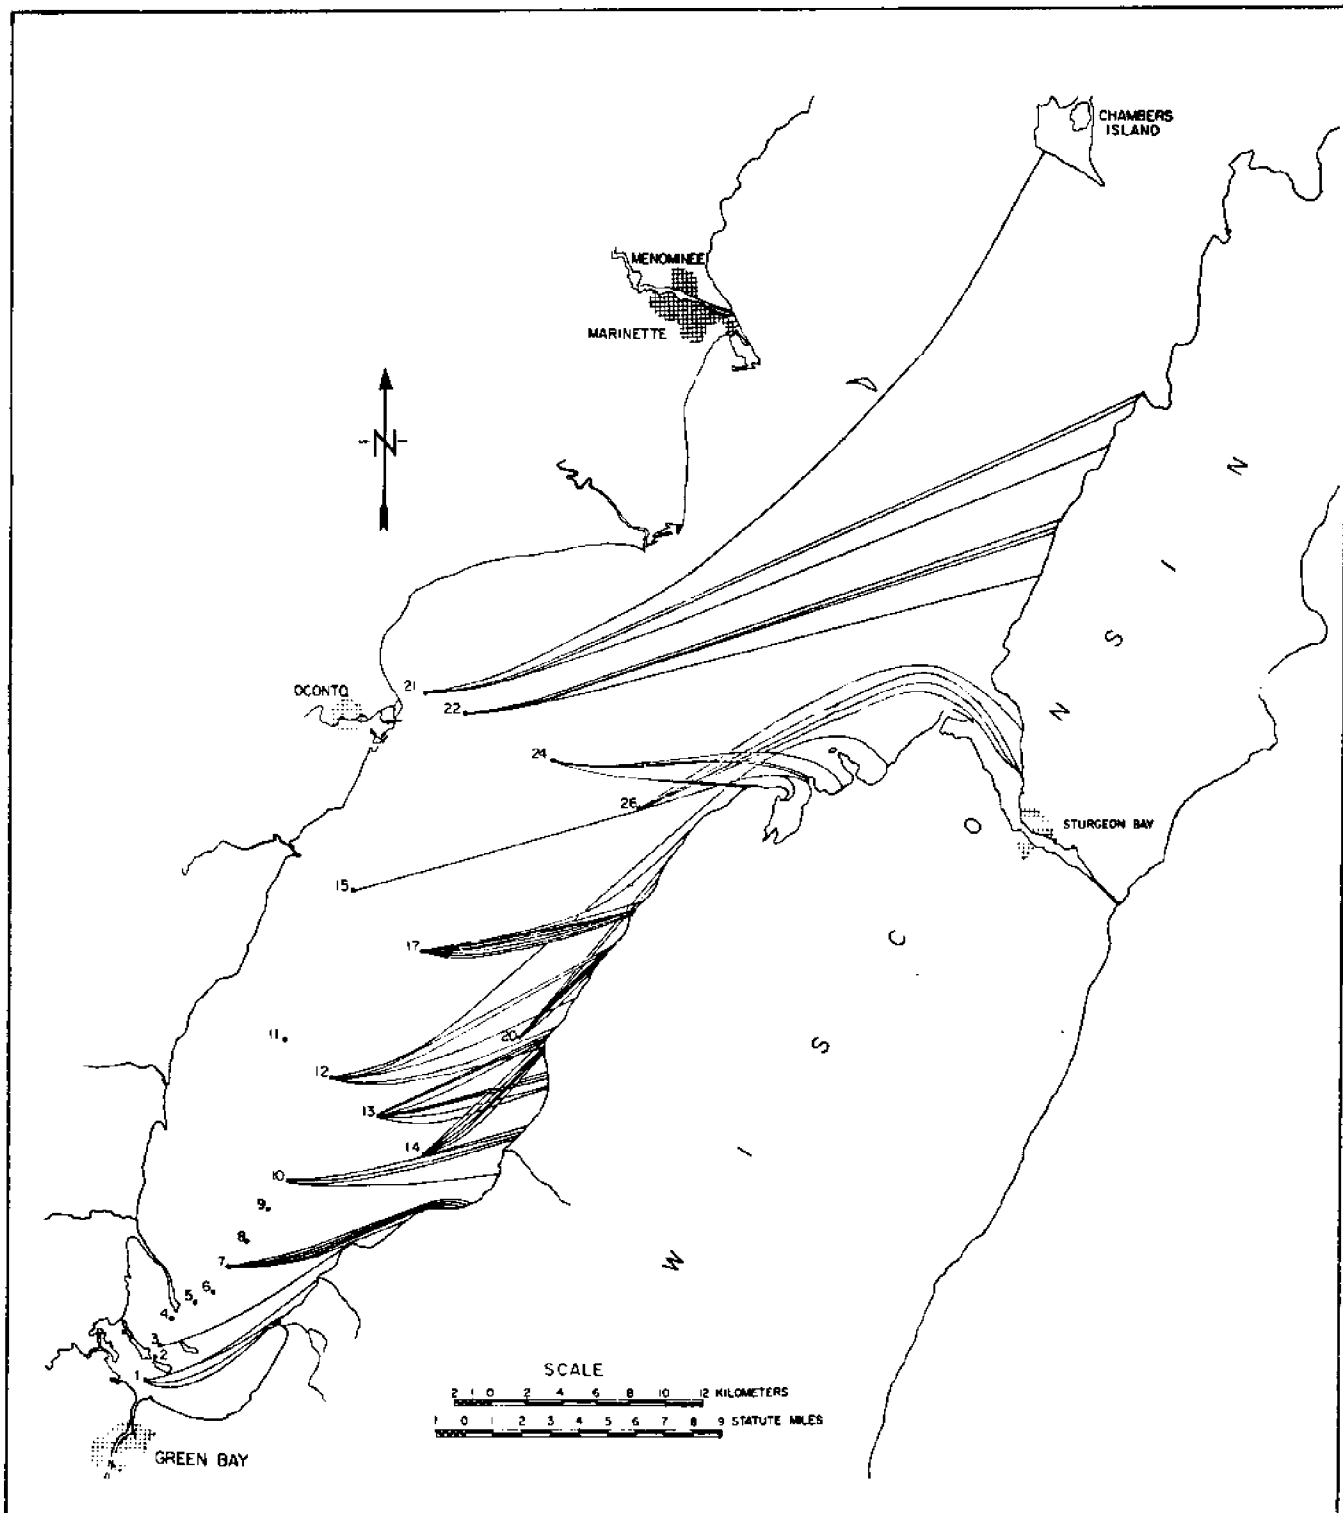 CHAMBERS
ISLAND
MENOMINEE
MARINETTE
N
N
I
S
21
OCONTO
22
N
24
26
O
STURGEON BAY
15
17
C
11
20
S
12
13
14
I
10
9
8
7
W
6
5
4
3
2
1
SCALE
2 1 0 2 4 6 8 10 12 KILOMETERS
1 0 1 2 3 4 5 6 7 8 9 STATUTE MILES
GREEN BAY